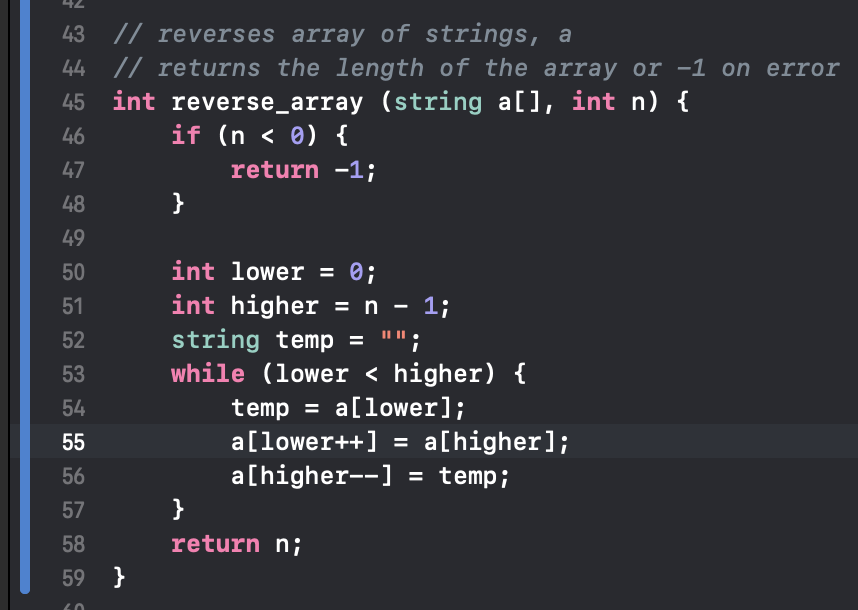 42
43 // reverses array of strings, a
44 // returns the length of the array or -1 on error
45 int reverse_array (string a[], int n) {
46     if (n < 0) {
47         return -1;
48     }
49
50     int lower = 0;
51     int higher = n - 1;
52     string temp = "";
53     while (lower < higher) {
54         temp = a[lower];
55         a[lower++] = a[higher];
56         a[higher--] = temp;
57     }
58     return n;
59 }
60